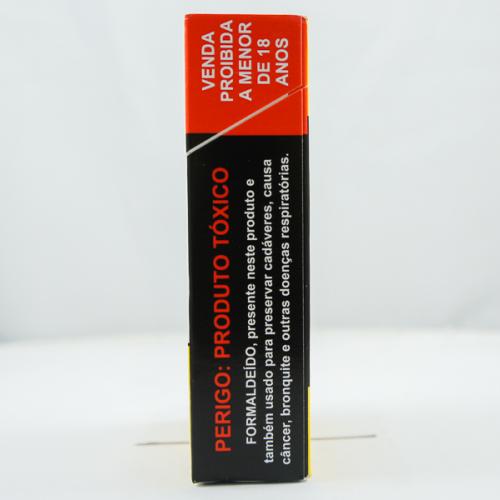 VENDA
PROIBIDA
A MENOR
DE 18
ANOS
PERIGO: PRODUTO TÓXICO
FORMALDEÍDO, presente neste produto e
também usado para preservar cadáveres, causa
câncer, bronquite e outras doenças respiratórias.